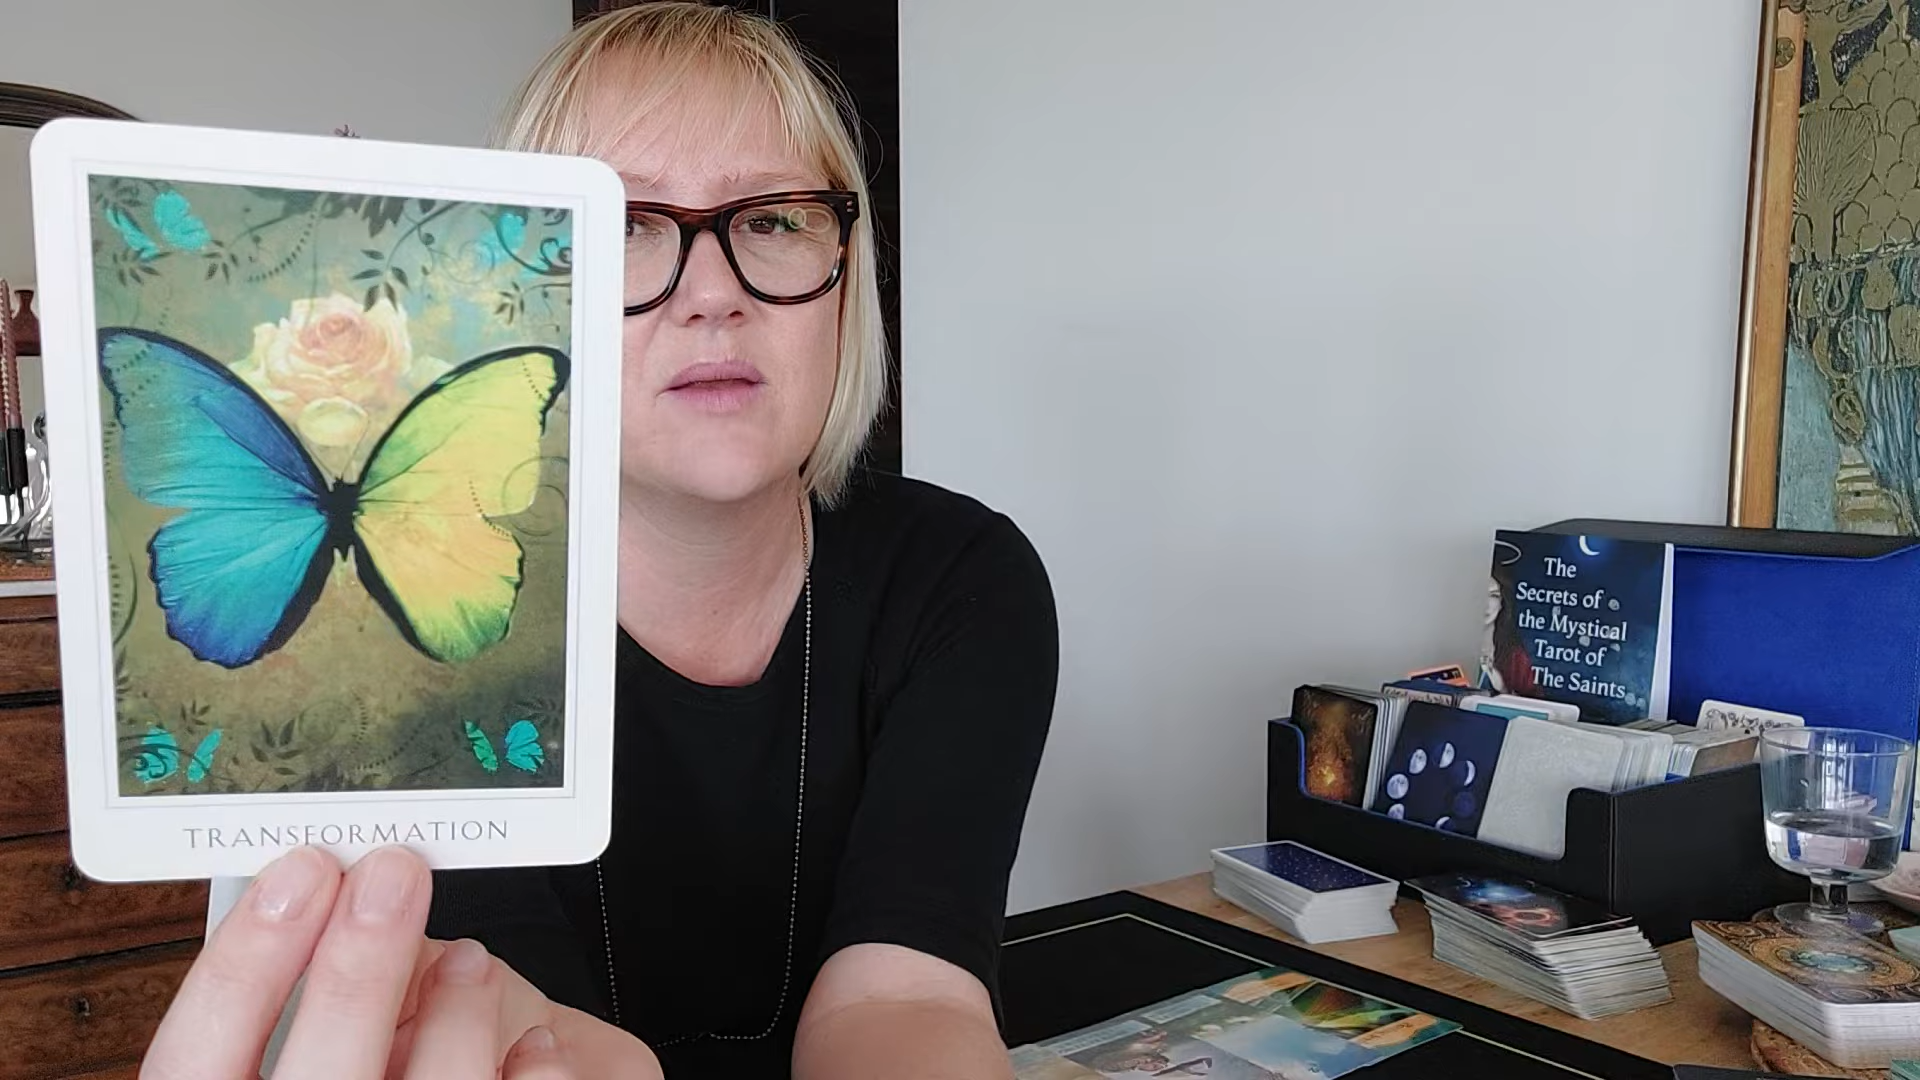 TRANSFORMATION
The
Secrets of
the Mystical
Tarot of
The Saints